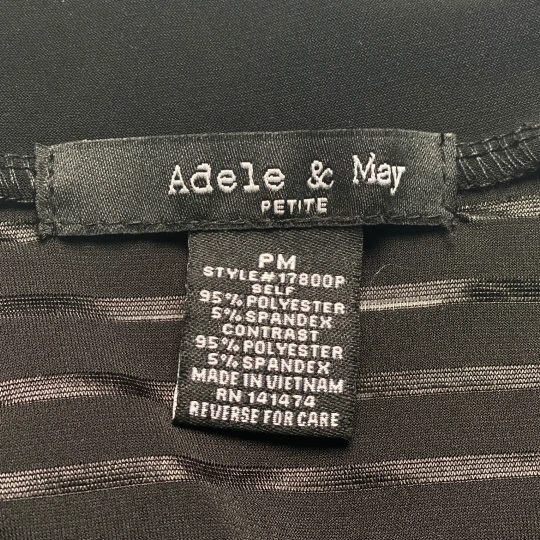 Adele & May
PETITE
PM
STYLE# 17800P
SELF
95% POLYESTER
5% SPANDEX
CONTRAST
95% POLYESTER
5% SPANDEX
MADE IN VIETNAM
RN 141474
REVERSE FOR CARE